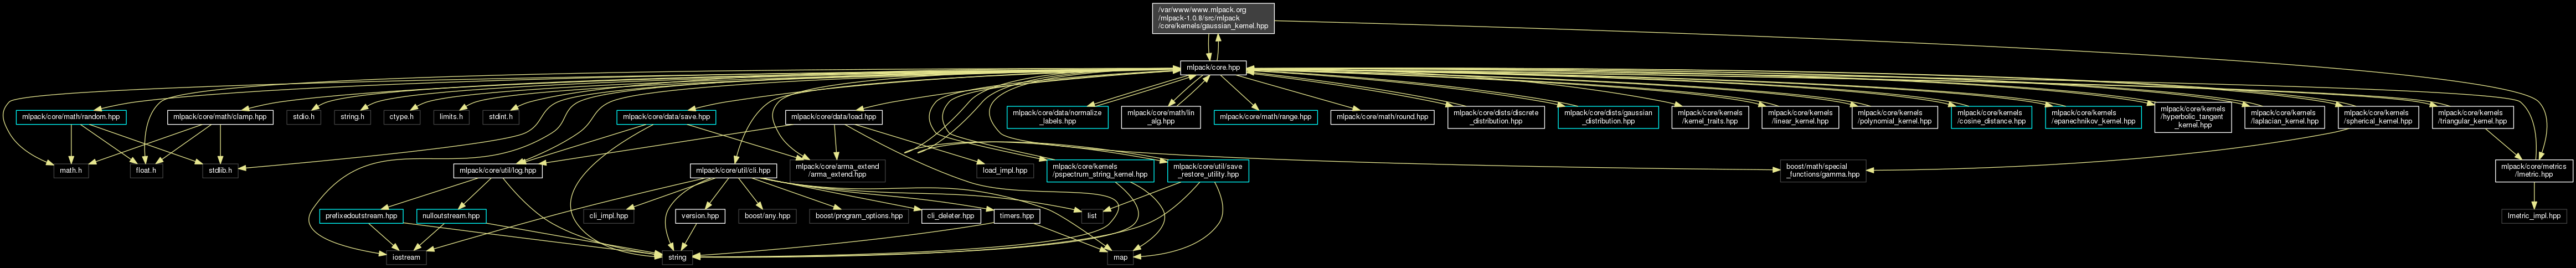 /var/www/www.mlpack.org
/mlpack-1.0.8/src/mlpack
/core/kernels/gaussian_kernel.hpp
mlpack/core.hpp
mlpack/core/math/random.hpp
mlpack/core/math/clamp.hpp
stdio.h
string.h
ctype.h
limits.h
stdint.h
mlpack/core/data/save.hpp
mlpack/core/data/load.hpp
mlpack/core/data/normalize
_labels.hpp
mlpack/core/math/lin
_alg.hpp
mlpack/core/math/range.hpp
mlpack/core/math/round.hpp
mlpack/core/dists/discrete
_distribution.hpp
mlpack/core/dists/gaussian
_distribution.hpp
mlpack/core/kernels
/kernel_traits.hpp
mlpack/core/kernels
/linear_kernel.hpp
mlpack/core/kernels
/polynomial_kernel.hpp
mlpack/core/kernels
/cosine_distance.hpp
mlpack/core/kernels
/epanechnikov_kernel.hpp
mlpack/core/kernels
/hyperbolic_tangent
_kernel.hpp
mlpack/core/kernels
/laplacian_kernel.hpp
mlpack/core/kernels
/spherical_kernel.hpp
mlpack/core/kernels
/triangular_kernel.hpp
math.h
float.h
stdlib.h
mlpack/core/util/log.hpp
mlpack/core/util/cli.hpp
mlpack/core/arma_extend
/arma_extend.hpp
load_impl.hpp
mlpack/core/kernels
/pspectrum_string_kernel.hpp
mlpack/core/util/save
_restore_utility.hpp
boost/math/special
_functions/gamma.hpp
mlpack/core/metrics
/lmetric.hpp
prefixedoutstream.hpp
nulloutstream.hpp
cli_impl.hpp
version.hpp
boost/any.hpp
boost/program_options.hpp
cli_deleter.hpp
timers.hpp
list
lmetric_impl.hpp
iostream
string
map